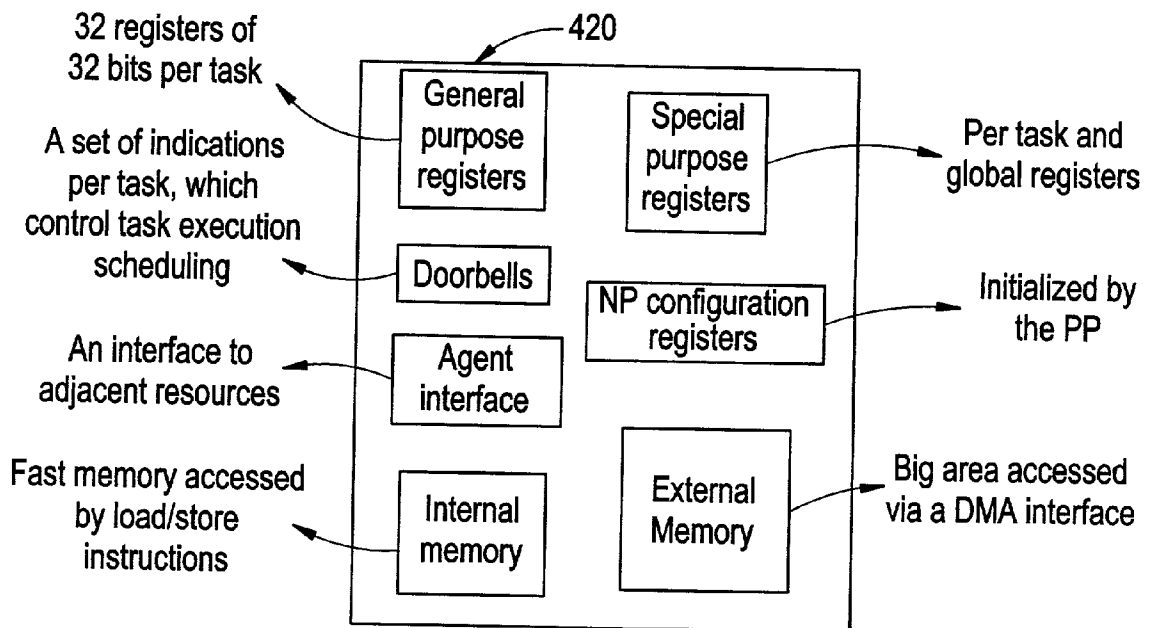 32 registers of
32 bits per task
420
General
purpose
registers
Special
purpose
registers
Per task and
global registers
A set of indications
per task, which
control task execution
scheduling
Doorbells
NP configuration
registers
Initialized by
the PP
An interface to
adjacent resources
Agent
interface
Fast memory accessed
by load/store
instructions
Internal
memory
External
Memory
Big area accessed
via a DMA interface